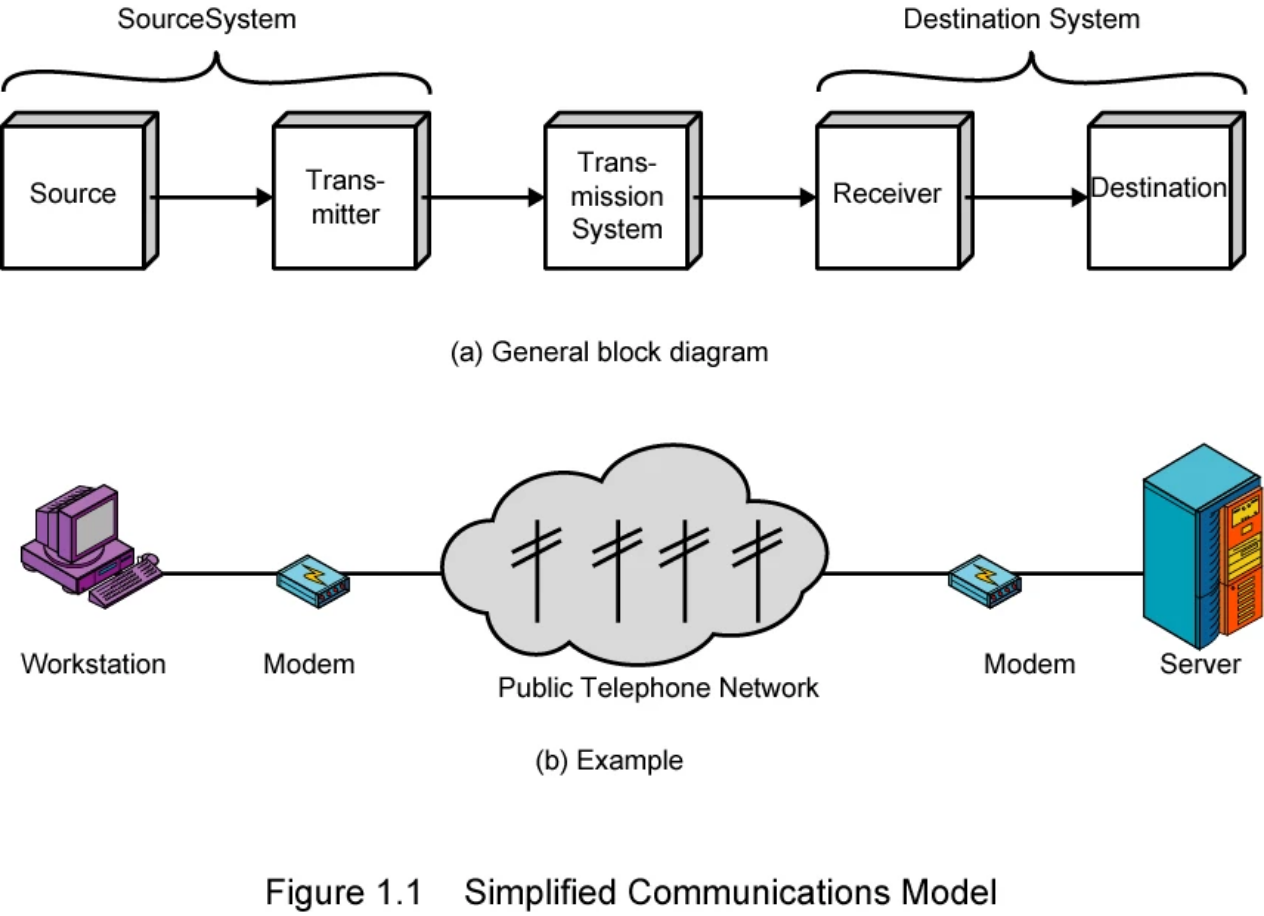 SourceSystem
Destination System
Source
Trans-
mitter
Trans-
mission
System
Receiver
Destination
(a) General block diagram
Workstation
Modem
Public Telephone Network
Modem
Server
(b) Example
Figure 1.1 Simplified Communications Model